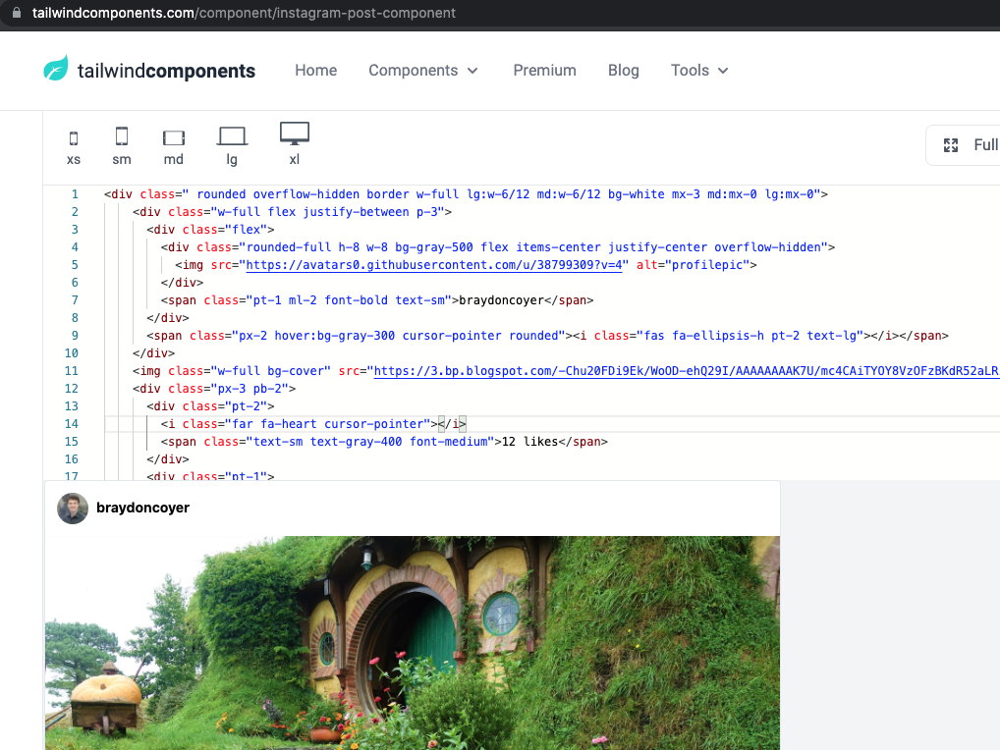 tailwindcomponents.com/component/instagram-post-component
tailwindcomponents Home Components Premium Blog Tools
xs sm md lg xl Full
1 <div class=" rounded overflow-hidden border w-full lg:w-6/12 md:w-6/12 bg-white mx-3 md:mx-0 lg:mx-0">
2 <div class="w-full flex justify-between p-3">
3 <div class="flex">
4 <div class="rounded-full h-8 w-8 bg-gray-500 flex items-center justify-center overflow-hidden">
5 <img src="https://avatars0.githubusercontent.com/u/38799309?v=4" alt="profilepic">
6 </div>
7 <span class="pt-1 ml-2 font-bold text-sm">braydoncoyer</span>
8 </div>
9 <span class="px-2 hover:bg-gray-300 cursor-pointer rounded"><i class="fas fa-ellipsis-h pt-2 text-lg"></i></span>
10 </div>
11 <img class="w-full bg-cover" src="https://3.bp.blogspot.com/-Chu20FDi9Ek/WoOD-ehQ29I/AAAAAAAAK7U/mc4CAiTYOY8VzOFzBKdR52aLR
12 <div class="px-3 pb-2">
13 <div class="pt-2">
14 <i class="far fa-heart cursor-pointer"></i>
15 <span class="text-sm text-gray-400 font-medium">12 likes</span>
16 </div>
17 <div class="pt-1">
braydoncoyer